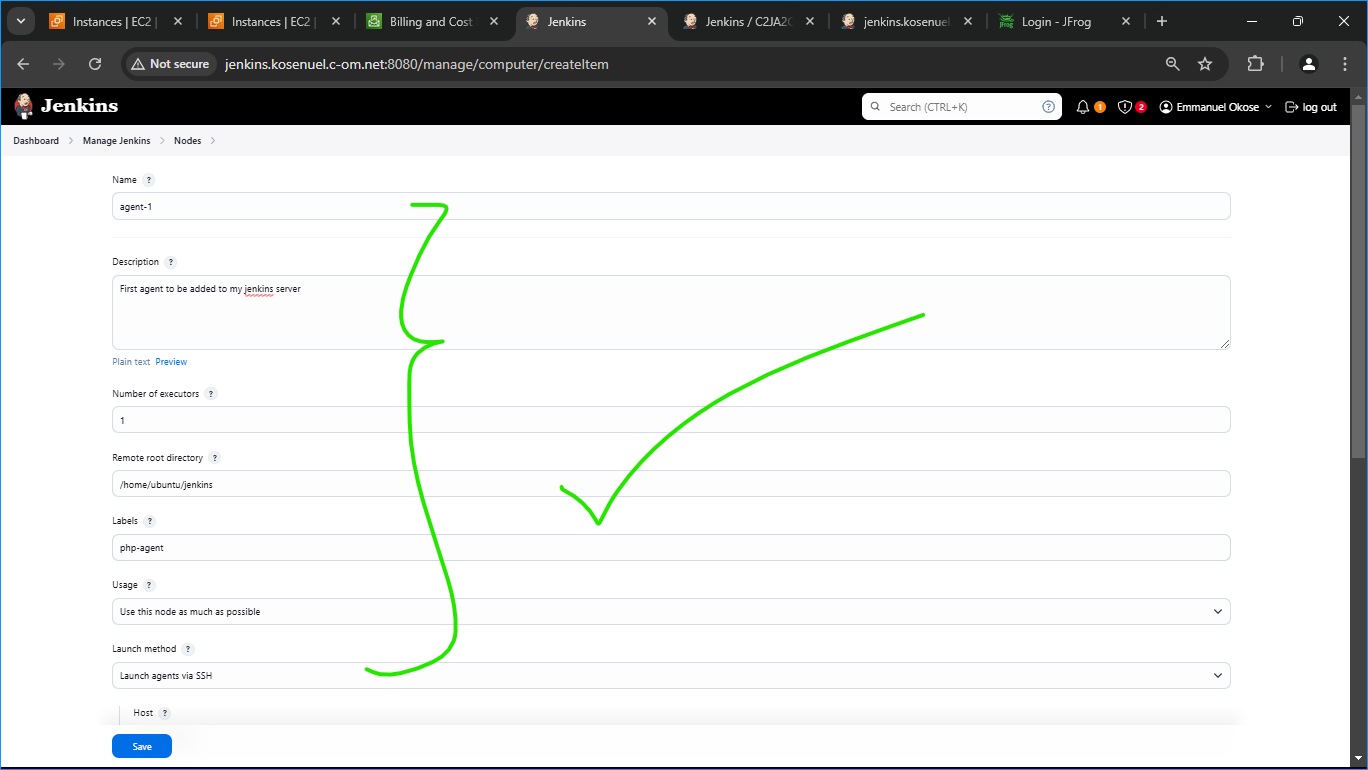 Instances | EC2 |
Instances | EC2 |
Billing and Cost
Jenkins
Jenkins / C2JA2C
jenkins.kosenuel
Login - JFrog
JFrog
Not secure
jenkins.kosenuel.c-om.net:8080/manage/computer/createItem
Jenkins
Search (CTRL+K)
?
1
2
Emmanuel Okose
log out
Dashboard > Manage Jenkins > Nodes >
Name ?
agent-1
Description ?
First agent to be added to my jenkins server
Plain text Preview
Number of executors ?
1
Remote root directory ?
/home/ubuntu/jenkins
Labels ?
php-agent
Usage ?
Use this node as much as possible
Launch method ?
Launch agents via SSH
Host ?
Save